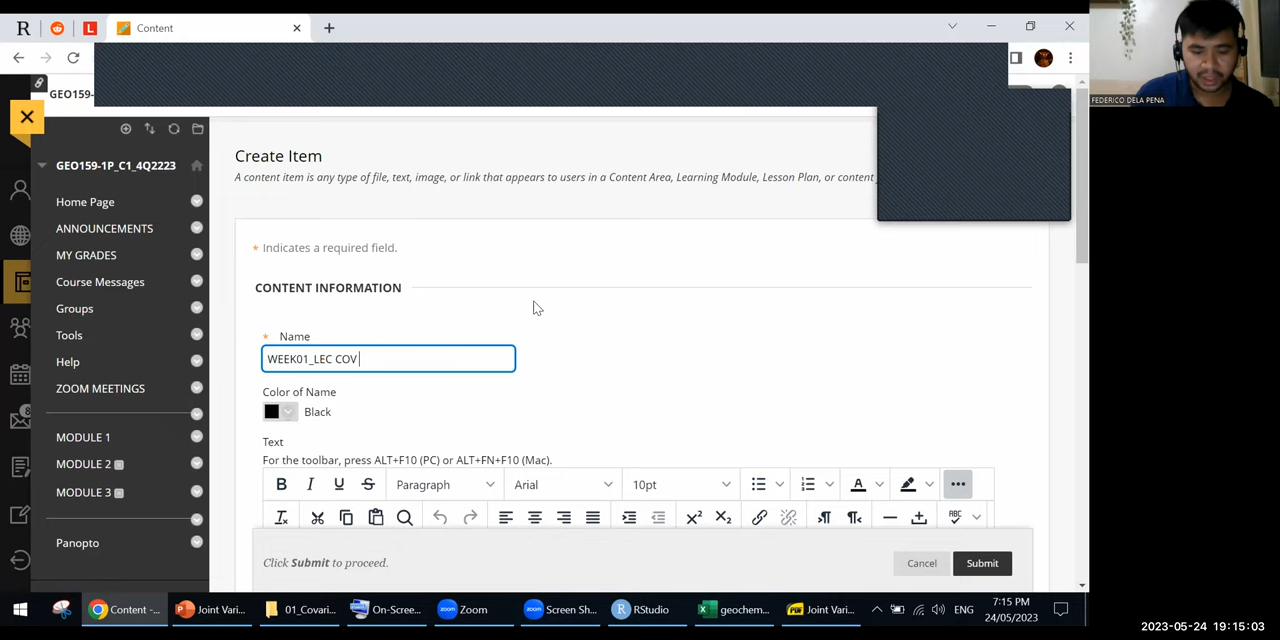 R
L
Content
GEO159-
FEDERICO DELA PENA
GEO159-1P_C1_4Q2223
Home Page
ANNOUNCEMENTS
MY GRADES
Course Messages
Groups
Tools
Help
ZOOM MEETINGS
MODULE 1
MODULE 2
MODULE 3
Panopto
8
Create Item
A content item is any type of file, text, image, or link that appears to users in a Content Area, Learning Module, Lesson Plan, or content
* Indicates a required field.
CONTENT INFORMATION
* Name
WEEK01_LEC COV
Color of Name
Black
Text
For the toolbar, press ALT+F10 (PC) or ALT+FN+F10 (Mac).
B I U S Paragraph Arial 10pt A
Click Submit to proceed.
Cancel Submit
Content -... Joint Vari... 01_Covari... On-Scree... Zoom Screen Sh... RStudio geochem... Joint Vari... ENG
7:15 PM
24/05/2023
2023-05-24 19:15:03